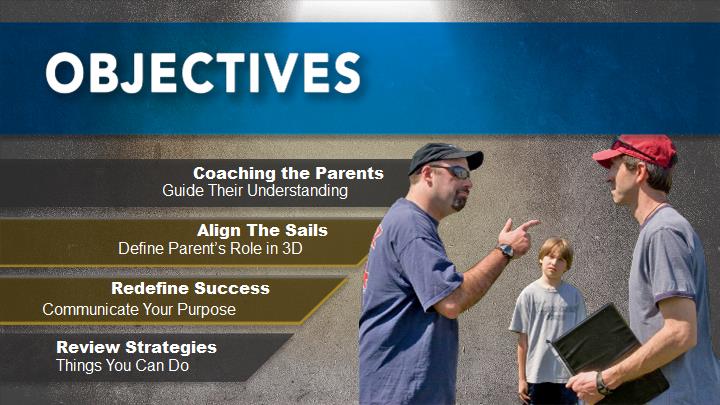 OBJECTIVES
Coaching the Parents
Guide Their Understanding
Align The Sails
Define Parent's Role in 3D
Redefine Success
Communicate Your Purpose
Review Strategies
Things You Can Do